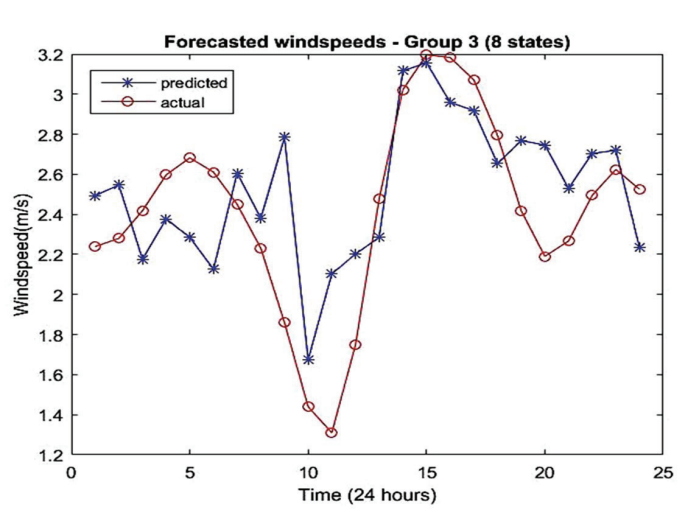 Forecasted windspeeds - Group 3 (8 states)
predicted
actual
Windspeed(m/s)
3.2
3
2.8
2.6
2.4
2.2
2
1.8
1.6
1.4
1.2
0 5 10 15 20 25
Time (24 hours)